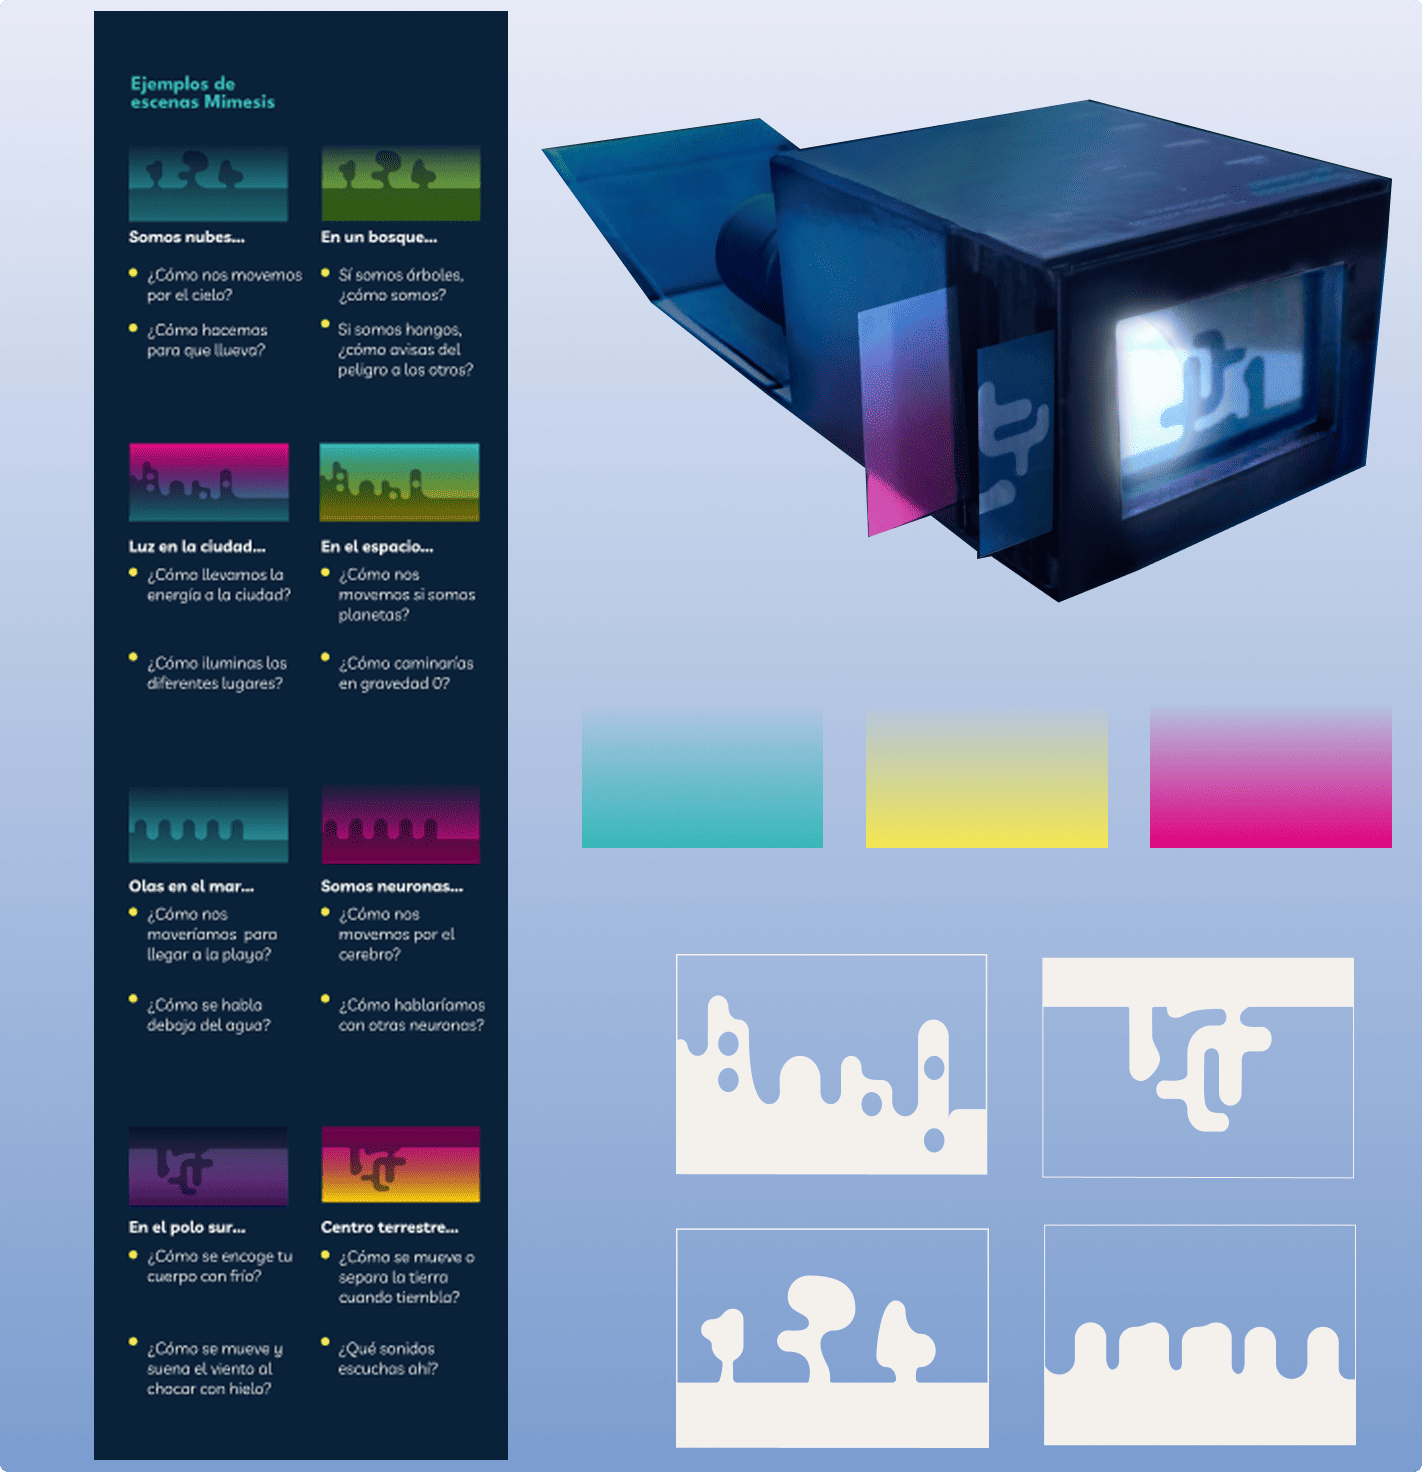 Ejemplos de
escenas Mimesis
Somos nubes...
¿Cómo nos movemos
por el cielo?
¿Cómo hacemos
para que llueva?
En un bosque...
Sí somos árboles,
¿cómo somos?
Si somos hongos,
¿cómo avisas del
peligro a los otros?
Luz en la ciudad...
¿Cómo llevamos la
energía a la ciudad?
¿Cómo iluminas los
diferentes lugares?
En el espacio...
¿Cómo nos
movemos si somos
planetas?
¿Cómo caminarías
en gravedad 0?
Olas en el mar...
¿Cómo nos
moveríamos para
llegar a la playa?
¿Cómo se habla
debajo del agua?
Somos neuronas...
¿Cómo nos
movemos por el
cerebro?
¿Cómo hablaríamos
con otras neuronas?
En el polo sur...
¿Cómo se encoge tu
cuerpo con frío?
¿Cómo se mueve y
suena el viento al
chocar con hielo?
Centro terrestre...
¿Cómo se mueve o
separa la tierra
cuando tiembla?
¿Qué sonidos
escuchas ahí?